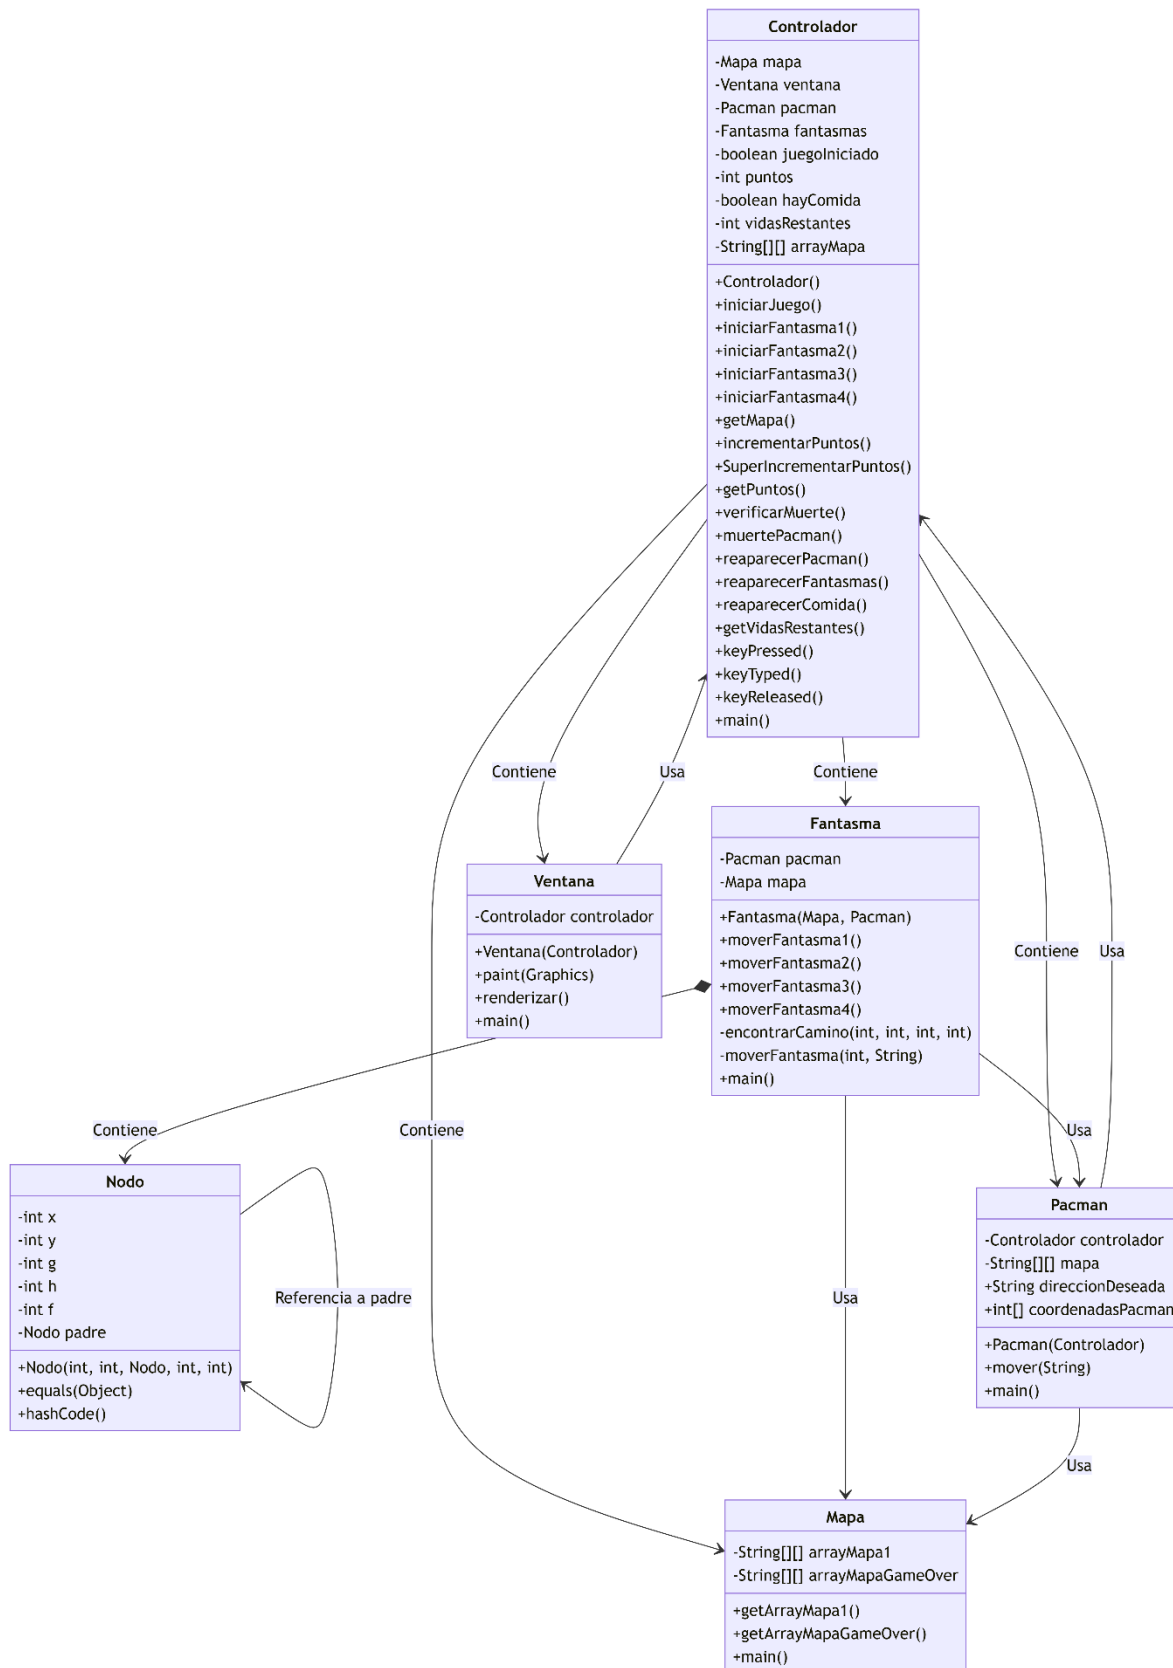 Controlador
-Mapa mapa
-Ventana ventana
-Pacman pacman
-Fantasma fantasmas
-boolean juegoIniciado
-int puntos
-boolean hayComida
-int vidasRestantes
-String[][] arrayMapa
+Controlador()
+iniciarJuego()
+iniciarFantasma1()
+iniciarFantasma2()
+iniciarFantasma3()
+iniciarFantasma4()
+getMapa()
+incrementarPuntos()
+SuperIncrementarPuntos()
+getPuntos()
+verificarMuerte()
+muertePacman()
+reaparecerPacman()
+reaparecerFantasmas()
+reaparecerComida()
+getVidasRestantes()
+keyPressed()
+keyTyped()
+keyReleased()
+main()
Contiene
Usa
Contiene
Fantasma
-Pacman pacman
-Mapa mapa
+Fantasma(Mapa, Pacman)
+moverFantasma1()
+moverFantasma2()
+moverFantasma3()
+moverFantasma4()
-encontrarCamino(int, int, int, int)
-moverFantasma(int, String)
+main()
Ventana
-Controlador controlador
+Ventana(Controlador)
+paint(Graphics)
+renderizar()
+main()
Contiene
Usa
Contiene
Contiene
Usa
Nodo
-int x
-int y
-int g
-int h
-int f
-Nodo padre
+Nodo(int, int, Nodo, int, int)
+equals(Object)
+hashCode()
Referencia a padre
Usa
Pacman
-Controlador controlador
-String[][] mapa
+String direccionDeseada
+int[] coordenadasPacman
+Pacman(Controlador)
+mover(String)
+main()
Usa
Mapa
-String[][] arrayMapa1
-String[][] arrayMapaGameOver
+getArrayMapa1()
+getArrayMapaGameOver()
+main()